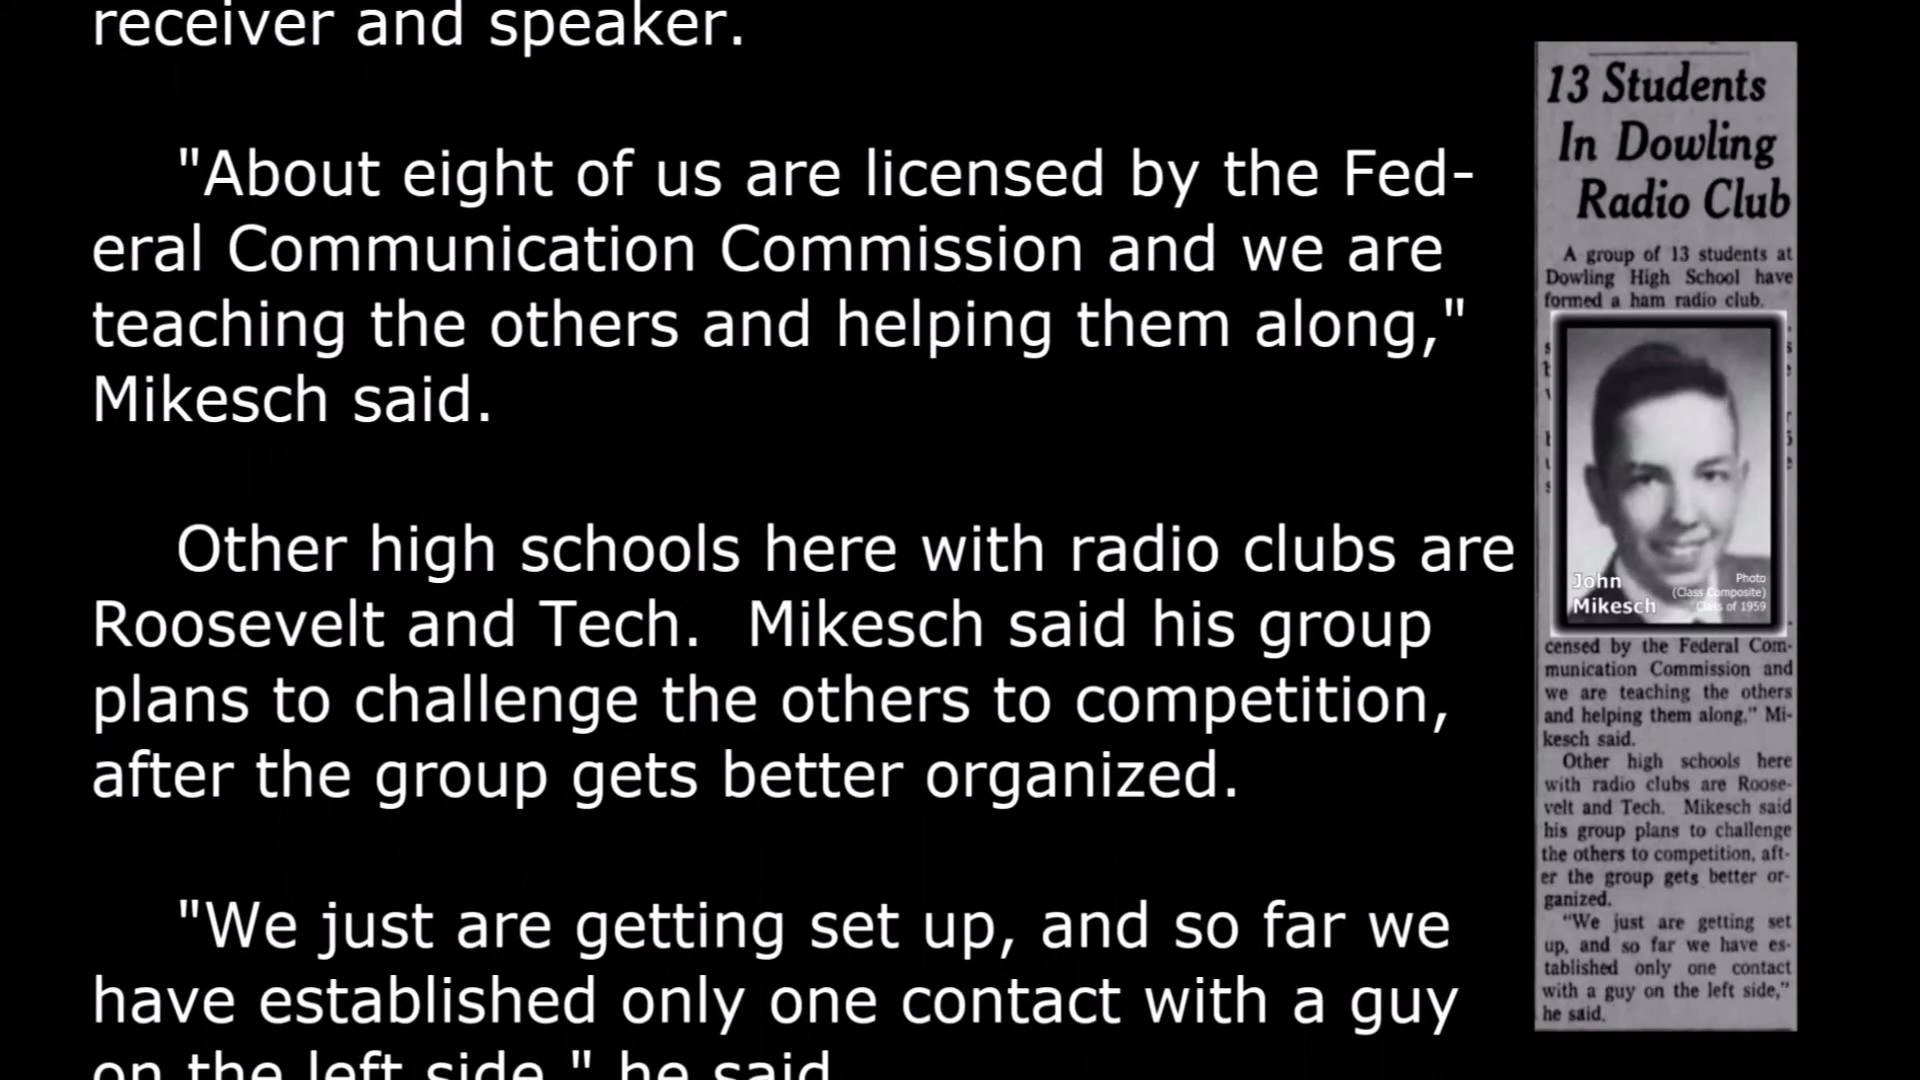 receiver and speaker.
"About eight of us are licensed by the Fed-
eral Communication Commission and we are
teaching the others and helping them along,"
Mikesch said.
Other high schools here with radio clubs are
Roosevelt and Tech.  Mikesch said his group
plans to challenge the others to competition,
after the group gets better organized.
"We just are getting set up, and so far we
have established only one contact with a guy
on the left side," he said.
13 Students
In Dowling
Radio Club
A group of 13 students at
Dowling High School have
formed a ham radio club.
John
Mikesch
Photo
(Class Composite)
Class of 1959
censed by the Federal Com-
munication Commission and
we are teaching the others
and helping them along," Mi-
kesch said.
Other high schools here
with radio clubs are Roose-
velt and Tech. Mikesch said
his group plans to challenge
the others to competition, aft-
er the group gets better or-
ganized.
"We just are getting set
up, and so far we have es-
tablished only one contact
with a guy on the left side,"
he said.